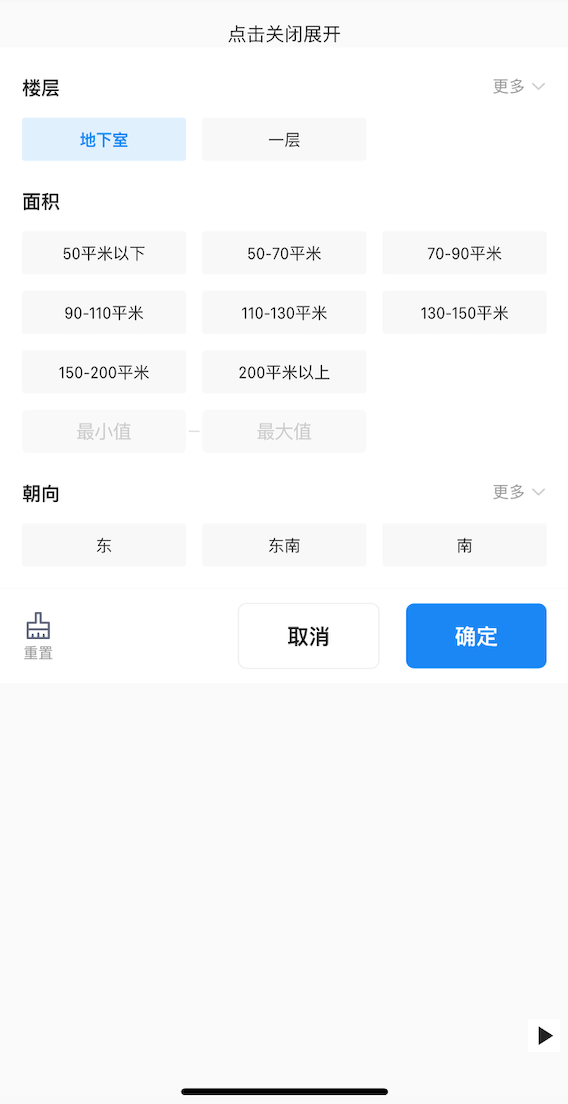 点击关闭展开
楼层 更多
地下室 一层
面积
50平米以下 50-70平米 70-90平米
90-110平米 110-130平米 130-150平米
150-200平米 200平米以上
最小值 – 最大值
朝向 更多
东 东南 南
重置 取消 确定